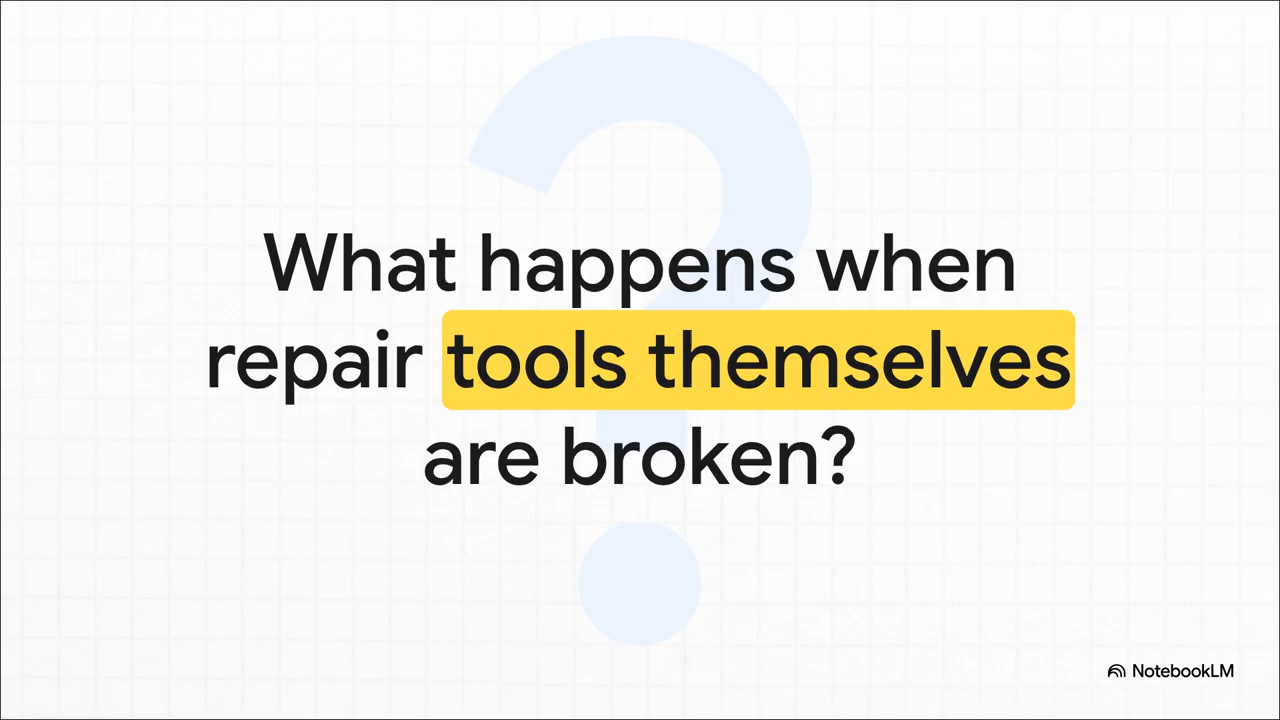 What happens when
repair tools themselves
are broken?
NotebookLM